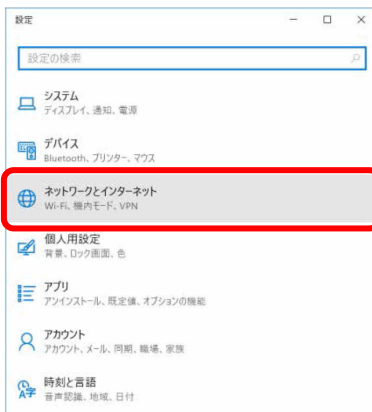 設定
設定の検索
システム
ディスプレイ、通知、電源
デバイス
Bluetooth、プリンター、マウス
ネットワークとインターネット
Wi-Fi、機内モード、VPN
個人用設定
背景、ロック画面、色
アプリ
アンインストール、既定値、オプションの機能
アカウント
アカウント、メール、同期、職場、家族
時刻と言語
音声認識、地域、日付